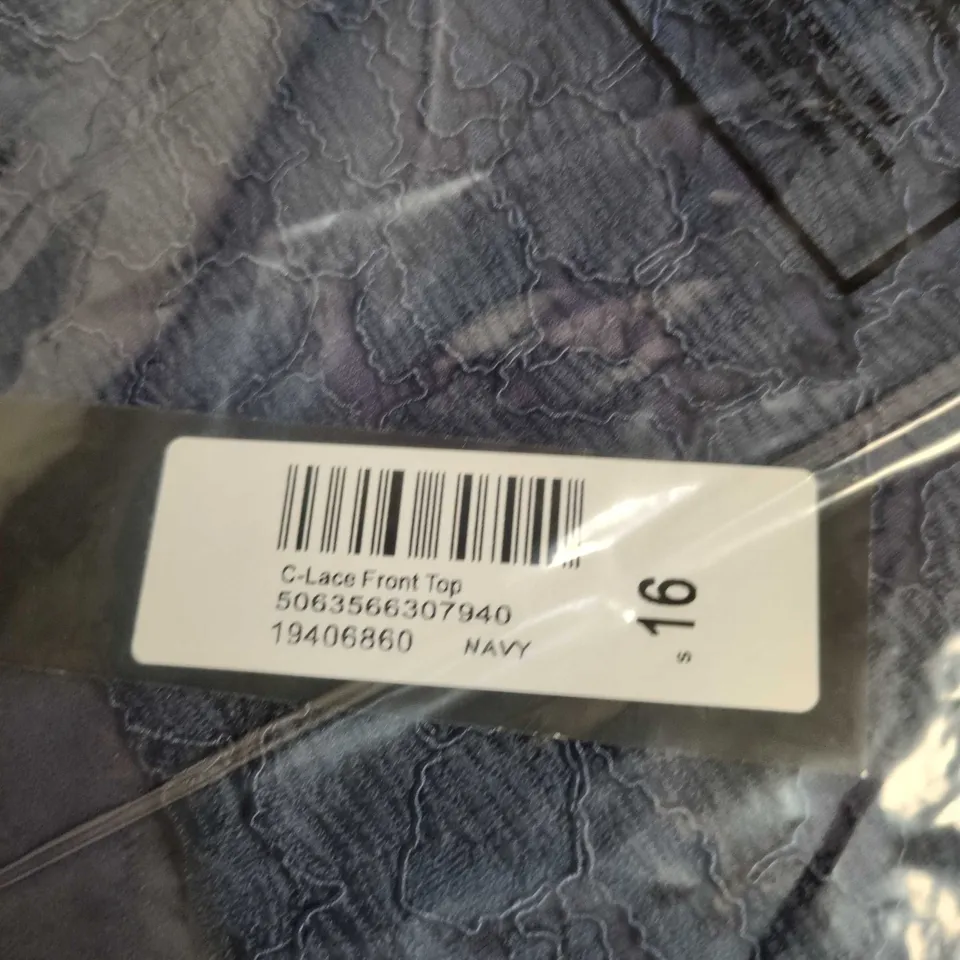 C-Lace Front Top
5063566307940
19406860 NAVY
16
S